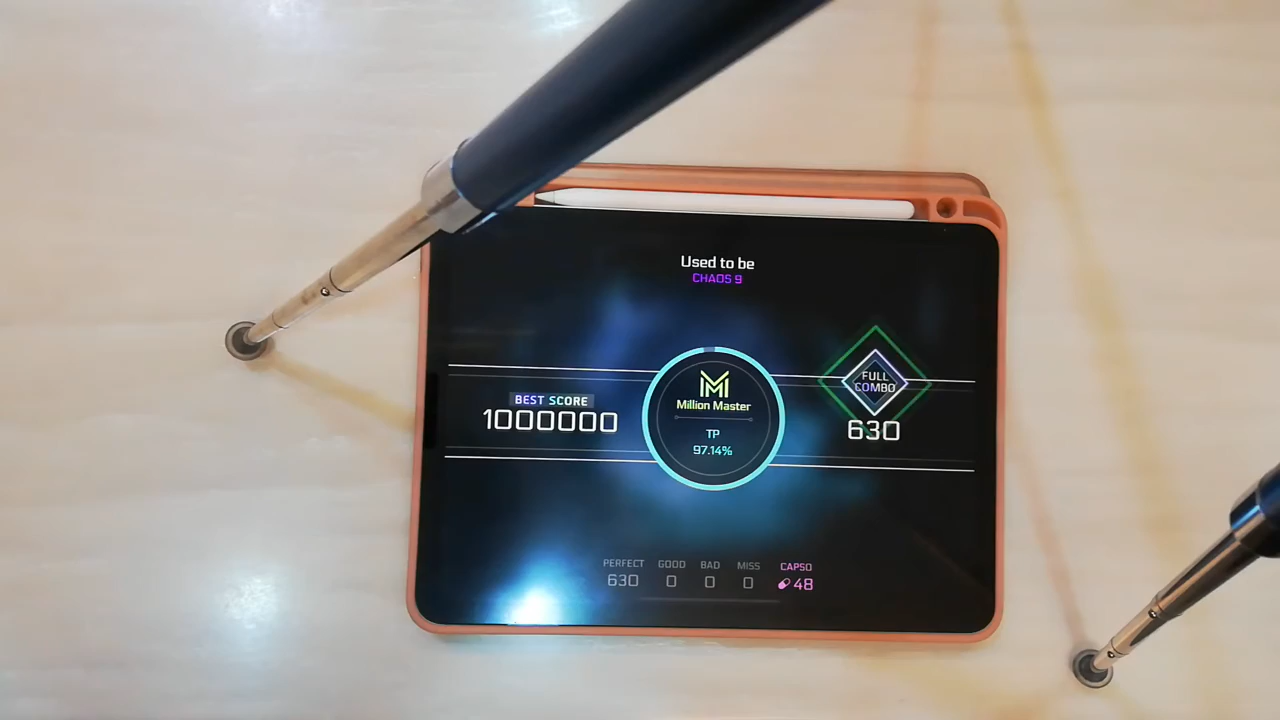 Used to be
CHAOS 9
BEST SCORE
1000000
Million Master
TP
97.14%
FULL
COMBO
630
PERFECT GOOD BAD MISS CAPSO
630 0 0 0 48